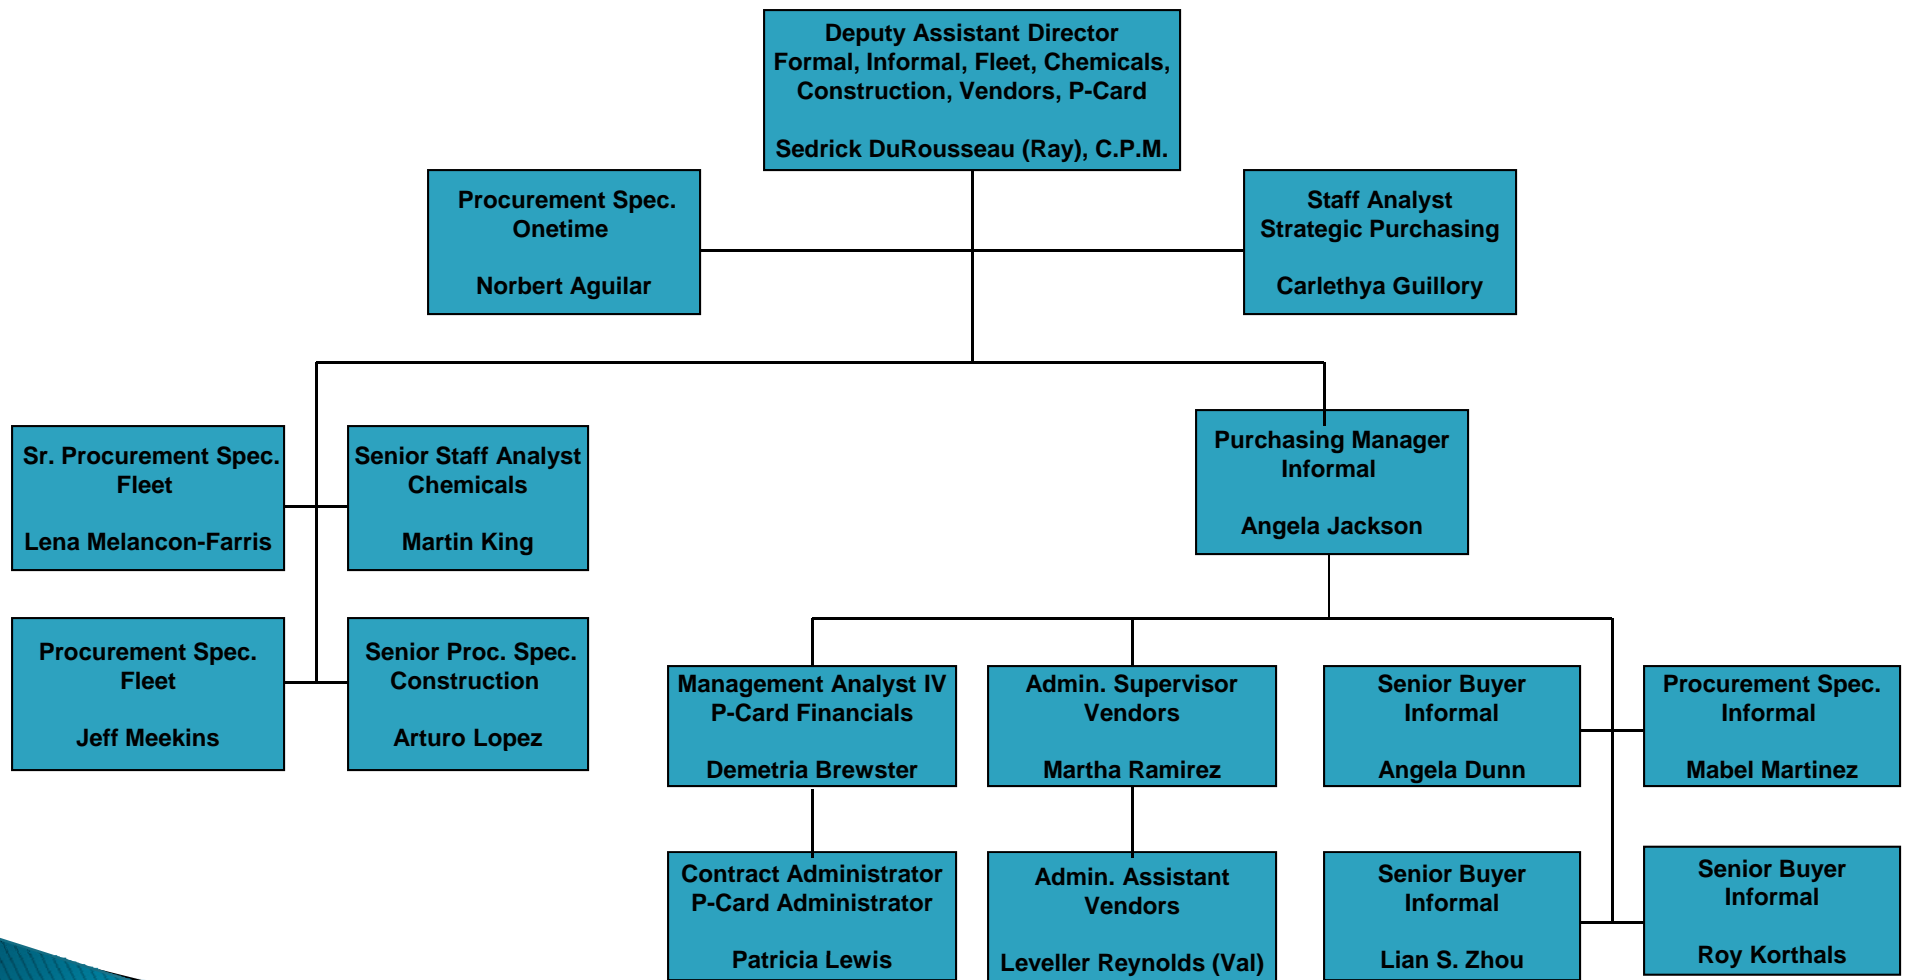 Deputy Assistant Director
Formal, Informal, Fleet, Chemicals,
Construction, Vendors, P-Card
Sedrick DuRousseau (Ray), C.P.M.
Procurement Spec.
Onetime
Norbert Aguilar
Staff Analyst
Strategic Purchasing
Carlethya Guillory
Sr. Procurement Spec.
Fleet
Lena Melancon-Farris
Senior Staff Analyst
Chemicals
Martin King
Purchasing Manager
Informal
Angela Jackson
Procurement Spec.
Fleet
Jeff Meekins
Senior Proc. Spec.
Construction
Arturo Lopez
Management Analyst IV
P-Card Financials
Demetria Brewster
Admin. Supervisor
Vendors
Martha Ramirez
Senior Buyer
Informal
Angela Dunn
Procurement Spec.
Informal
Mabel Martinez
Contract Administrator
P-Card Administrator
Patricia Lewis
Admin. Assistant
Vendors
Leveller Reynolds (Val)
Senior Buyer
Informal
Lian S. Zhou
Senior Buyer
Informal
Roy Korthals